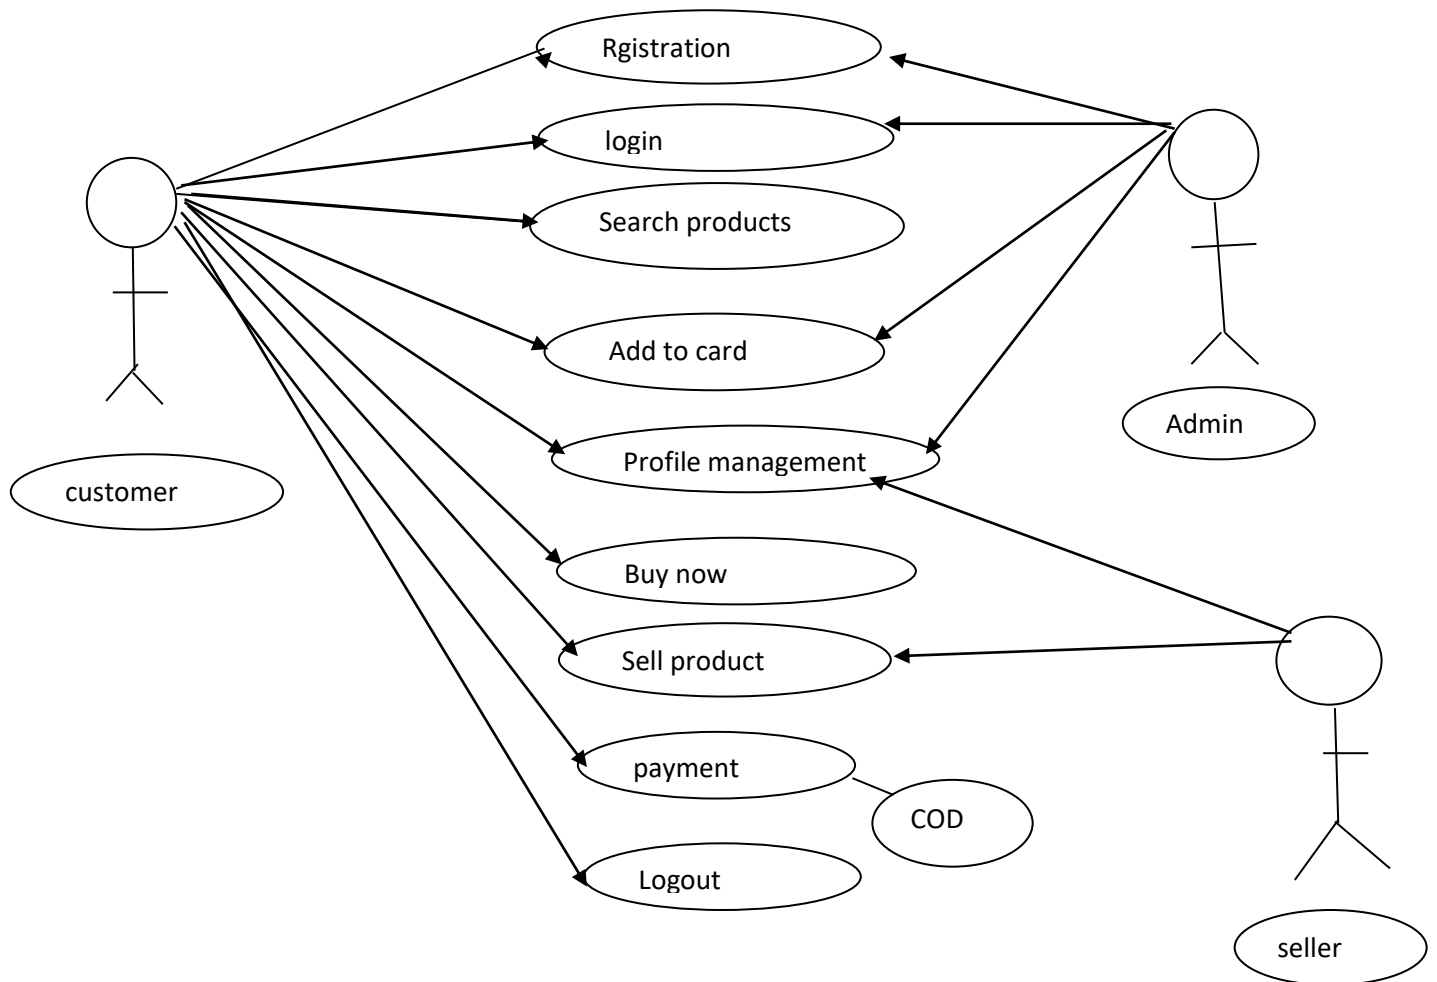 Rgistration
login
Search products
Add to card
Profile management
Admin
customer
Buy now
Sell product
payment
COD
Logout
seller